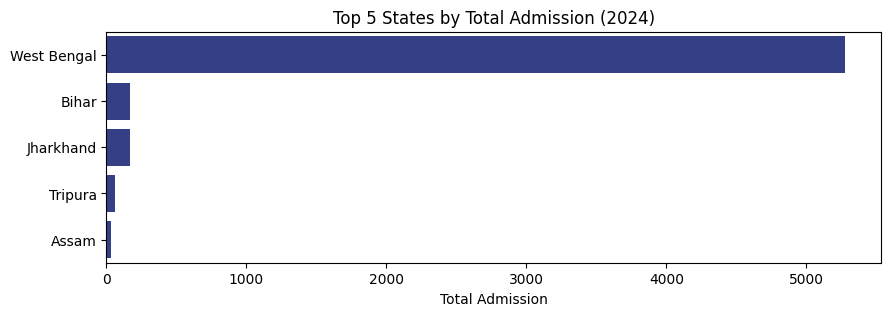 Top 5 States by Total Admission (2024)
West Bengal
Bihar
Jharkhand
Tripura
Assam
0 1000 2000 3000 4000 5000
Total Admission